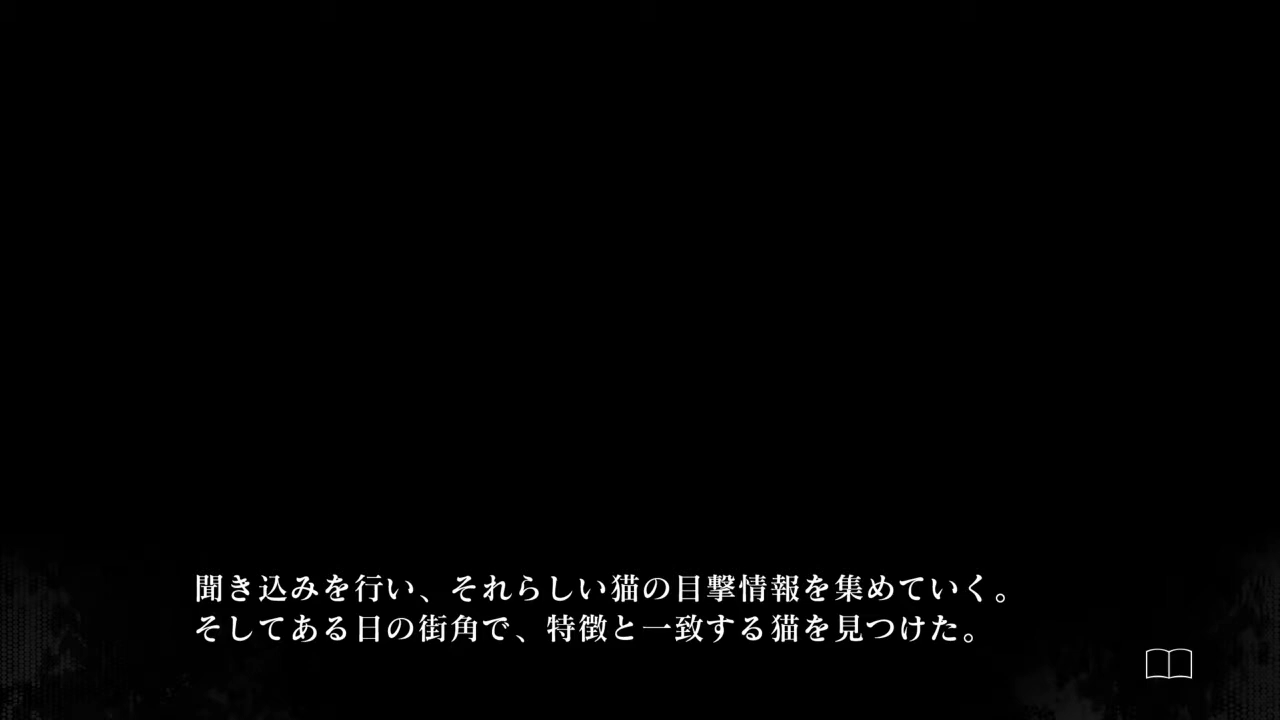 聞き込みを行い、それらしい猫の目撃情報を集めていく。
そしてある日の街角で、特徴と一致する猫を見つけた。